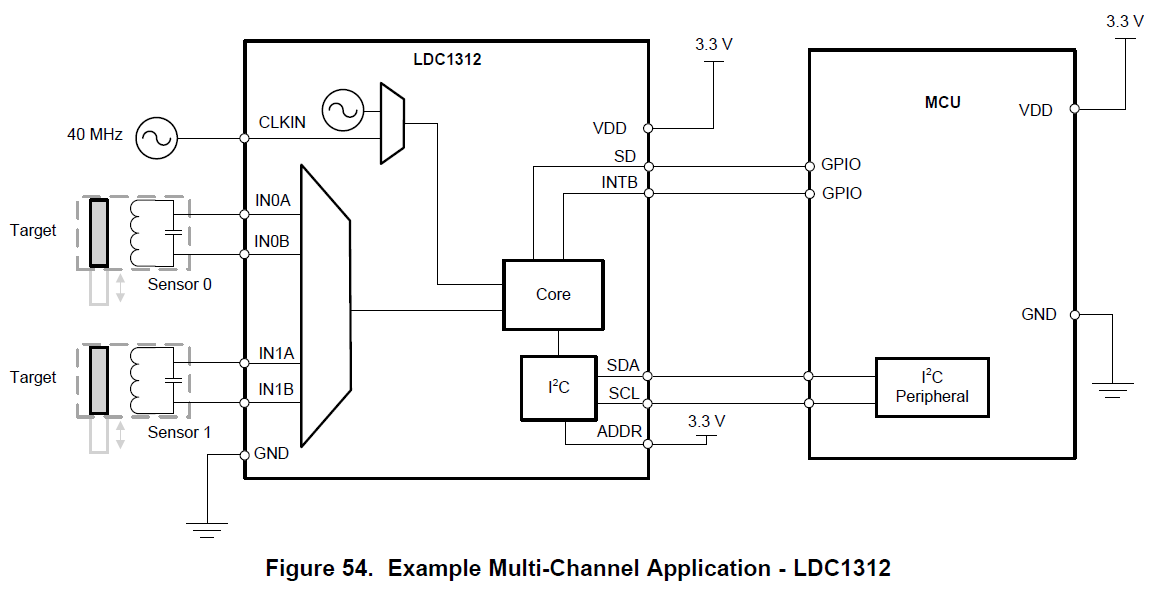 3.3 V
3.3 V
LDC1312
MCU
40 MHz
CLKIN
VDD
VDD
SD
GPIO
INTB
GPIO
IN0A
Target
IN0B
Sensor 0
Core
GND
IN1A
Target
IN1B
Sensor 1
I²C
SDA
SCL
I²C
Peripheral
3.3 V
ADDR
GND
Figure 54. Example Multi-Channel Application - LDC1312